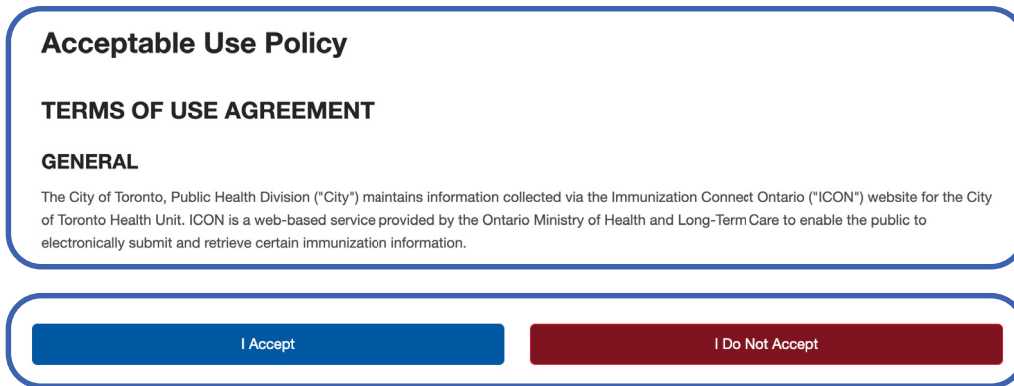 Acceptable Use Policy
TERMS OF USE AGREEMENT
GENERAL
The City of Toronto, Public Health Division ("City") maintains information collected via the Immunization Connect Ontario ("ICON") website for the City
of Toronto Health Unit. ICON is a web-based service provided by the Ontario Ministry of Health and Long-Term Care to enable the public to
electronically submit and retrieve certain immunization information.
I Accept
I Do Not Accept